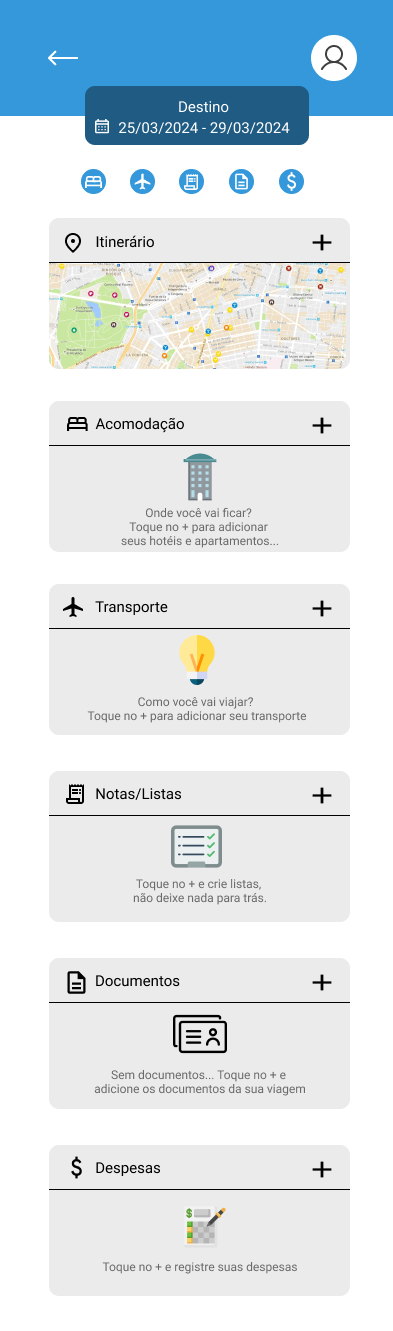 Destino
25/03/2024 - 29/03/2024
Itinerário
Acomodação
Onde você vai ficar?
Toque no + para adicionar
seus hotéis e apartamentos...
Transporte
Como você vai viajar?
Toque no + para adicionar seu transporte
Notas/Listas
Toque no + e crie listas,
não deixe nada para trás.
Documentos
Sem documentos... Toque no + e
adicione os documentos da sua viagem
Despesas
Toque no + e registre suas despesas